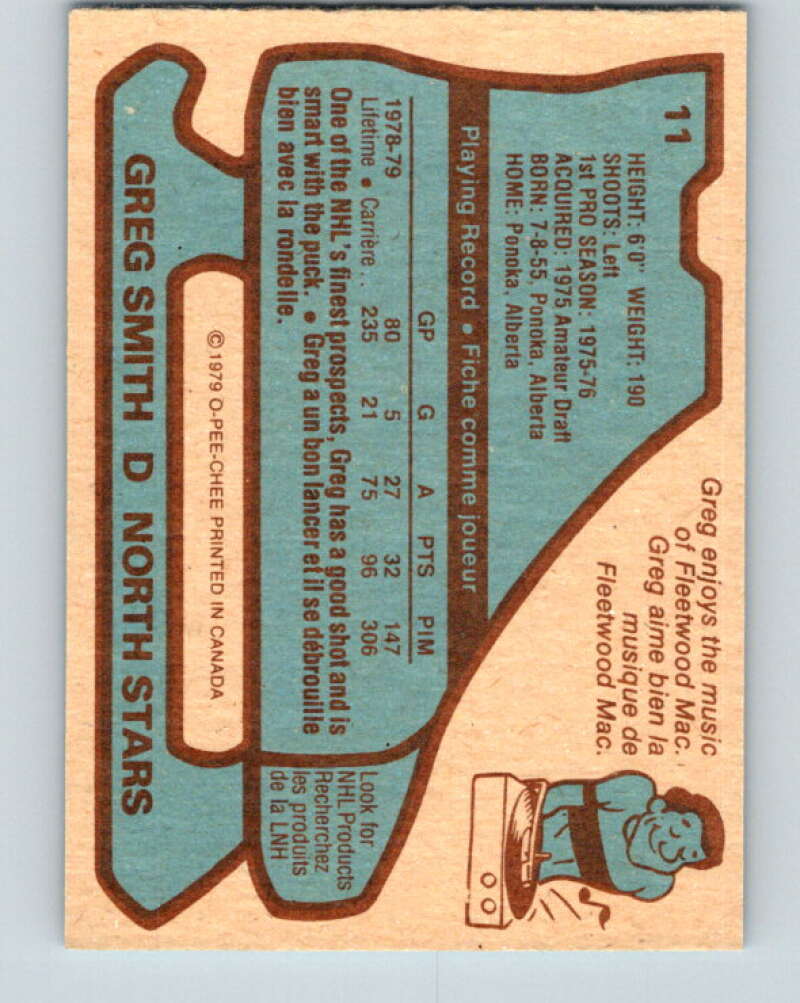 11
HEIGHT: 6'0" WEIGHT: 190
SHOOTS: Left
1st PRO SEASON: 1975-76
ACQUIRED: 1975 Amateur Draft
BORN: 7-8-55, Ponoka, Alberta
HOME: Ponoka, Alberta
Greg enjoys the music
of Fleetwood Mac.
Greg aime bien la
musique de
Fleetwood Mac.
Playing Record • Fiche comme joueur
GP G A PTS PIM
1978-79 80 5 27 32 147
Lifetime • Carrière . . 235 21 75 96 306
One of the NHL's finest prospects, Greg has a good shot and is
smart with the puck. • Greg a un bon lancer et il se débrouille
bien avec la rondelle.
Look for
NHL Products
Recherchez
les produits
de la LNH
© 1979 O-PEE-CHEE PRINTED IN CANADA
GREG SMITH D NORTH STARS